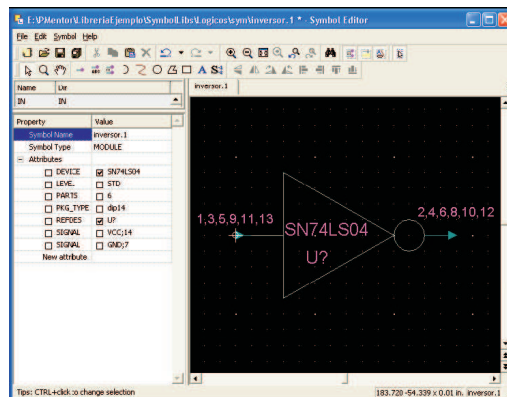 E:\PMentor\LibreriaEjemplo\SymbolLibs\Logicos\sym\inversor.1 * - Symbol Editor
File Edit Symbol Help
Name Dir
IN IN
inversor.1
Property Value
Symbol Name inversor.1
Symbol Type MODULE
Attributes
DEVICE SN74LS04
LEVEL STD
PARTS 6
PKG_TYPE dip14
REFDES U?
SIGNAL VCC;14
SIGNAL GND;7
New attribute
1,3,5,9,11,13
2,4,6,8,10,12
SN74LS04
U?
Tips: CTRL+click to change selection
183.720 -54.339 x 0.01 in. inversor.1